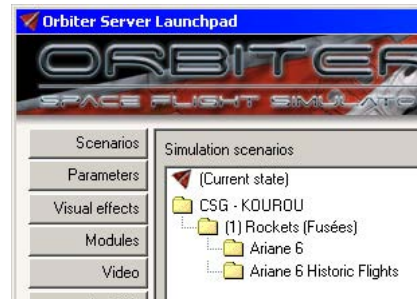 Orbiter Server Launchpad
ORBITER
SPACE FLIGHT SIMULATO
Scenarios
Parameters
Visual effects
Modules
Video
Simulation scenarios
(Current state)
CSG - KOUROU
(1) Rockets (Fusées)
Ariane 6
Ariane 6 Historic Flights